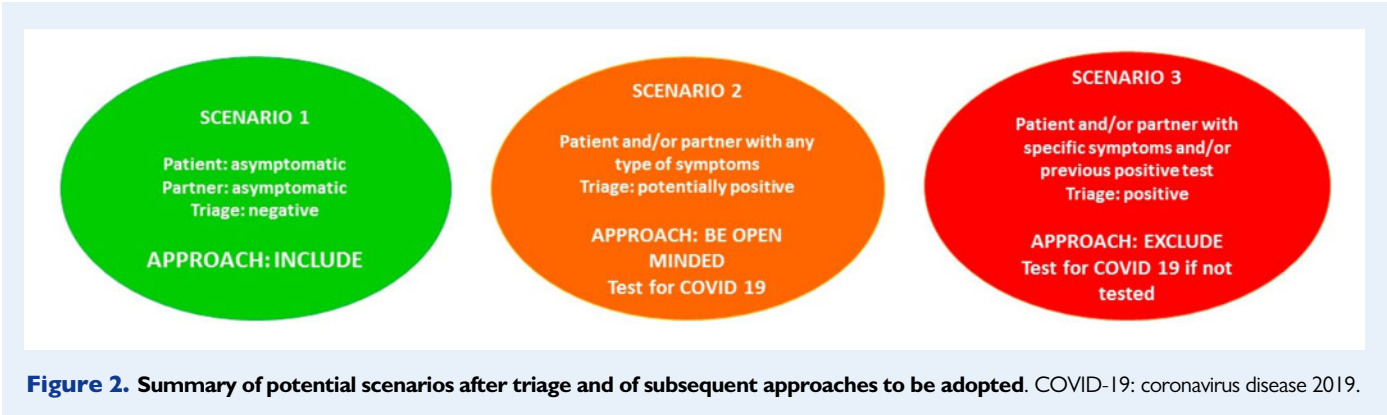 SCENARIO 1
Patient: asymptomatic
Partner: asymptomatic
Triage: negative
APPROACH: INCLUDE
SCENARIO 2
Patient and/or partner with any
type of symptoms
Triage: potentially positive
APPROACH: BE OPEN
MINDED
Test for COVID 19
SCENARIO 3
Patient and/or partner with
specific symptoms and/or
previous positive test
Triage: positive
APPROACH: EXCLUDE
Test for COVID 19 if not
tested
Figure 2. Summary of potential scenarios after triage and of subsequent approaches to be adopted. COVID-19: coronavirus disease 2019.